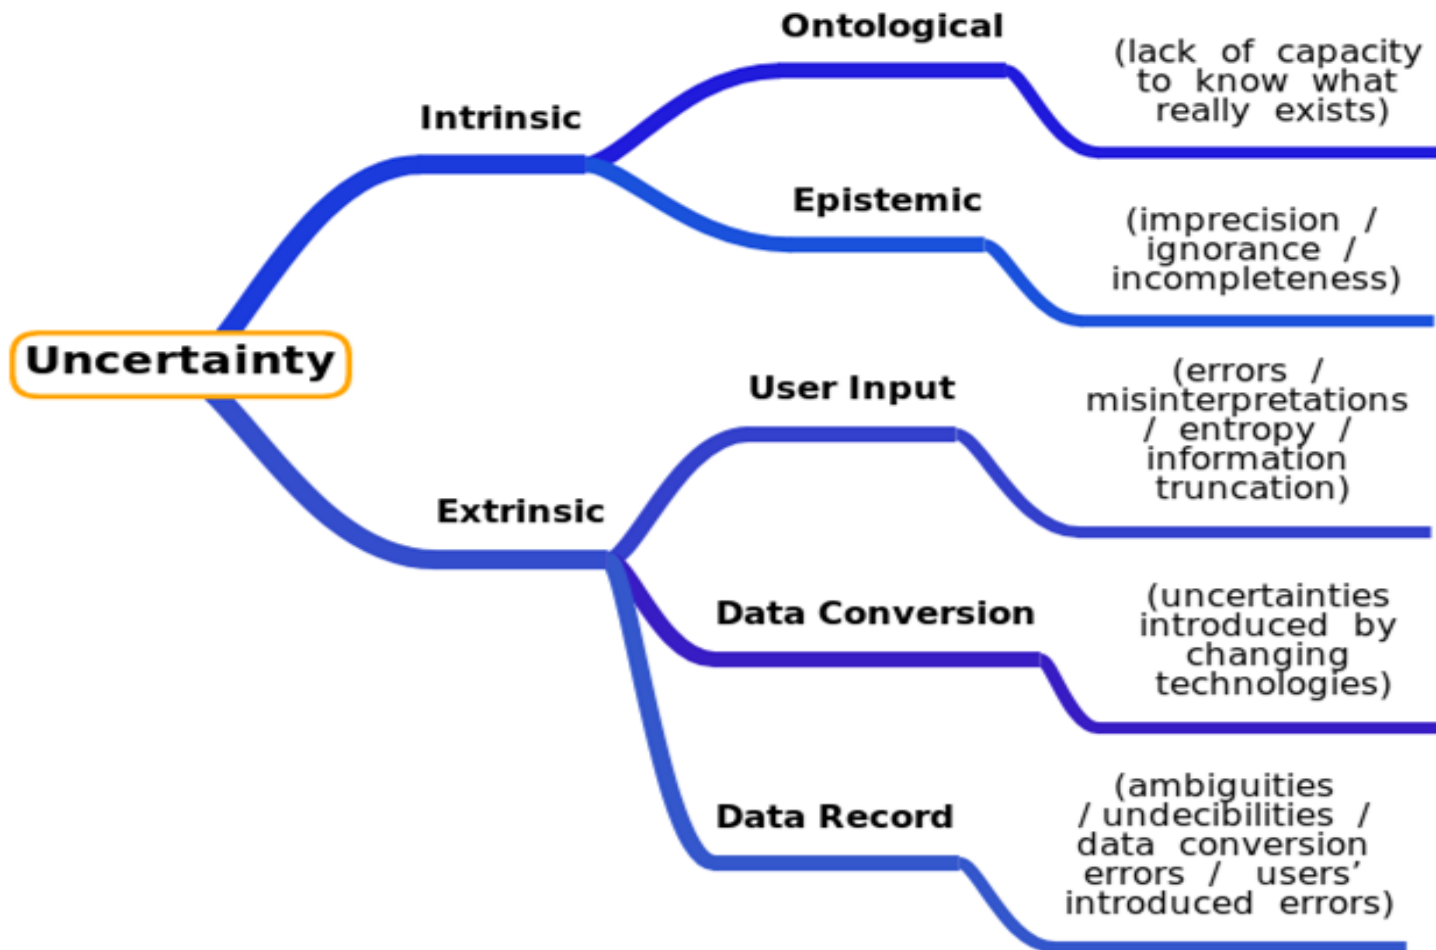 Uncertainty
Intrinsic
Ontological
(lack of capacity
to know what
really exists)
Epistemic
(imprecision /
ignorance /
incompleteness)
Extrinsic
User Input
(errors /
misinterpretations
/ entropy /
information
truncation)
Data Conversion
(uncertainties
introduced by
changing
technologies)
Data Record
(ambiguities
/ undecibilities /
data conversion
errors / users’
introduced errors)